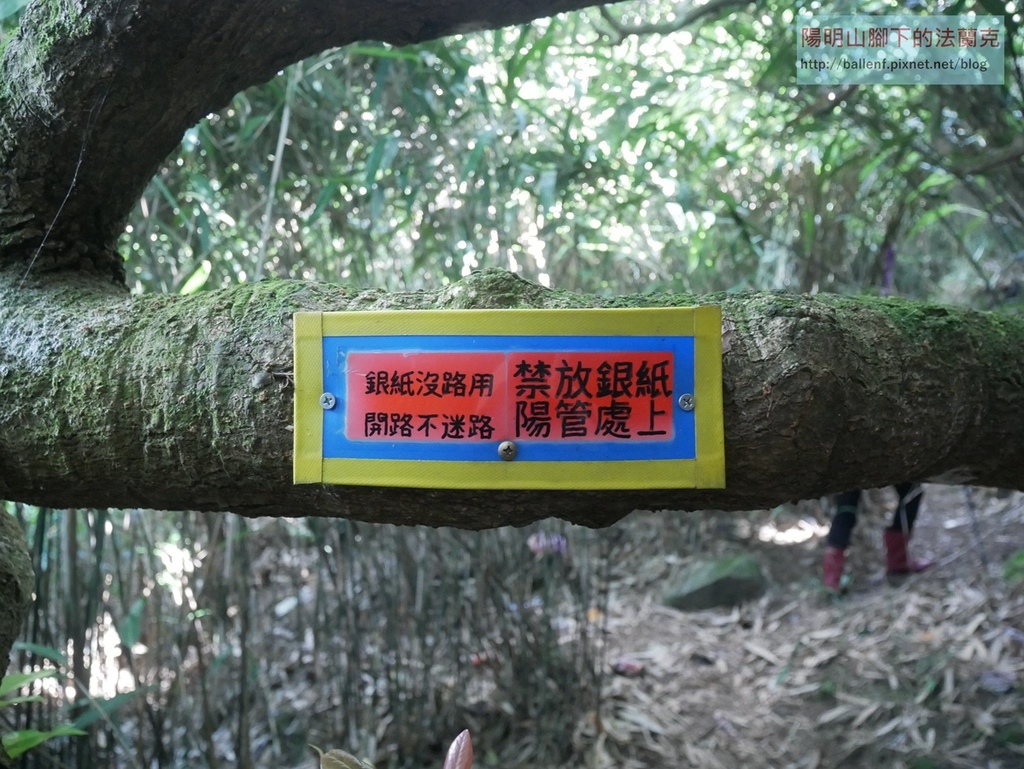 陽明山腳下的法蘭克
http://ballenf.pixnet.net/blog
銀紙沒路用
開路不迷路
禁放銀紙
陽管處上